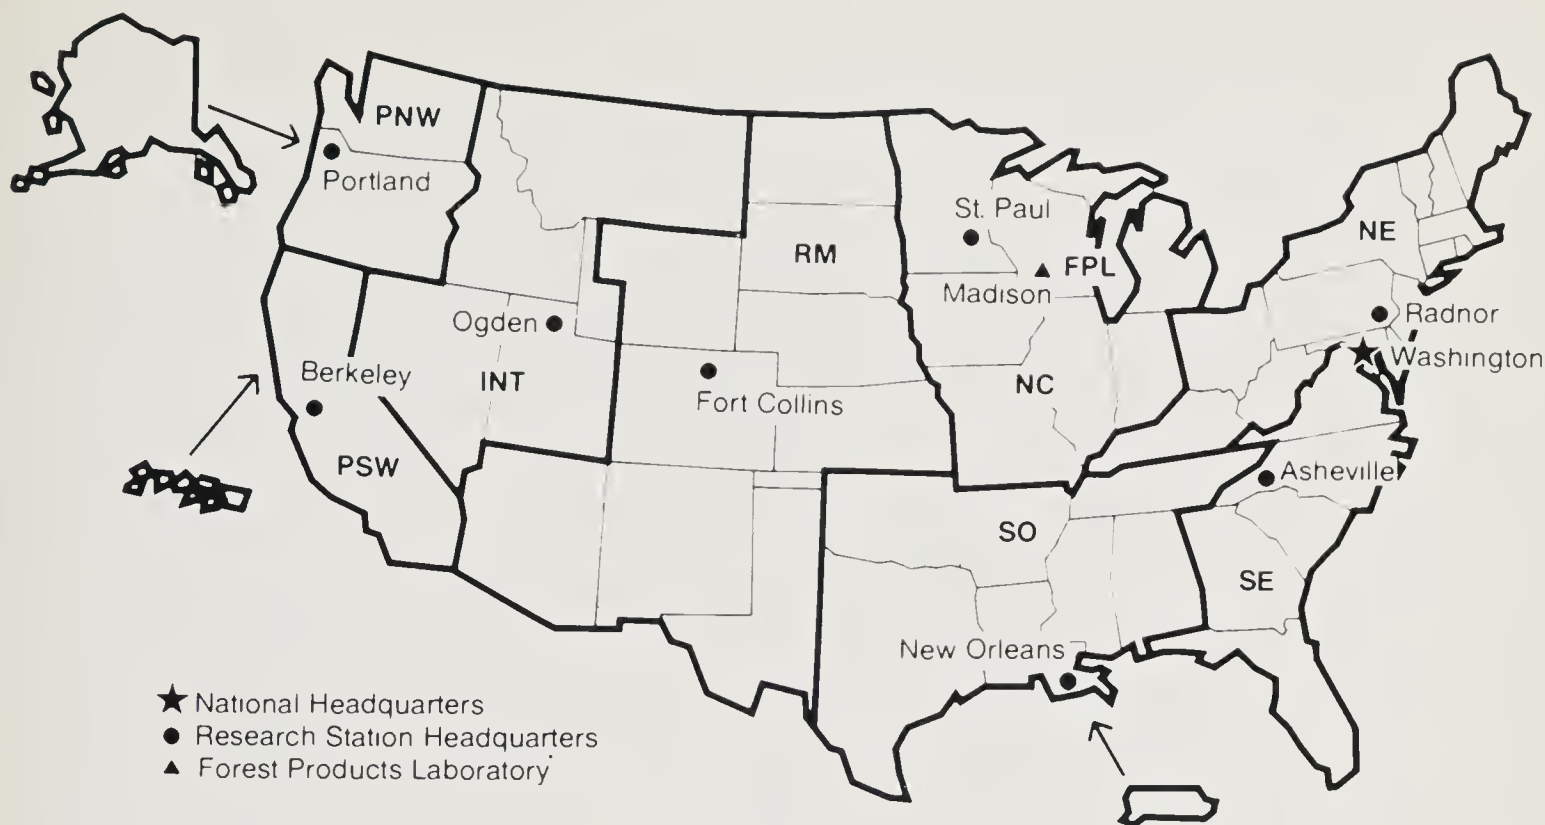 PNW
Portland
St. Paul
NE
RM
FPL
Madison
Ogden
Radnor
Washington
Berkeley
INT
NC
Fort Collins
PSW
Asheville
SO
SE
New Orleans
National Headquarters
Research Station Headquarters
Forest Products Laboratory